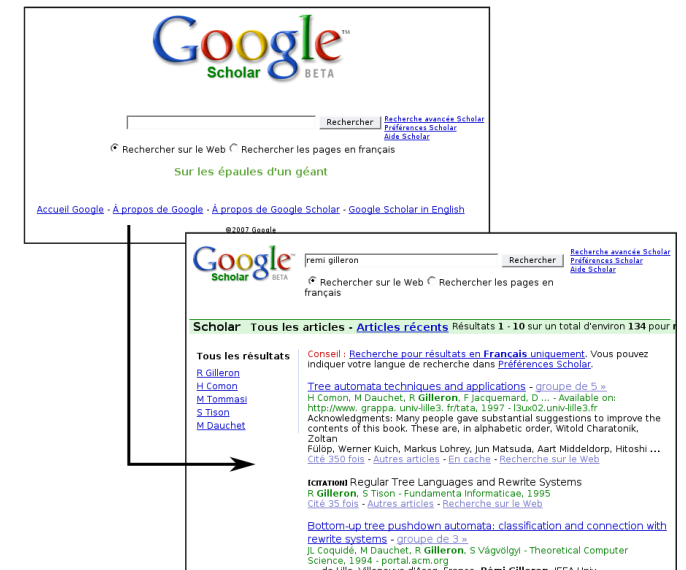 Google™
Scholar BETA
Rechercher
Recherche avancée Scholar
Préférences Scholar
Aide Scholar
Rechercher sur le Web Rechercher les pages en français
Sur les épaules d'un géant
Accueil Google - À propos de Google - À propos de Google Scholar - Google Scholar in English
©2007 Google
Google™
Scholar BETA
remi gilleron
Rechercher
Recherche avancée Scholar
Préférences Scholar
Aide Scholar
Rechercher sur le Web Rechercher les pages en
français
Scholar Tous les articles - Articles récents Résultats 1 - 10 sur un total d'environ 134 pour
Tous les résultats
R Gilleron
H Comon
M Tommasi
S Tison
M Dauchet
Conseil : Recherche pour résultats en Francais uniquement. Vous pouvez
indiquer votre langue de recherche dans Préférences Scholar.
Tree automata techniques and applications - groupe de 5 »
H Comon, M Dauchet, R Gilleron, F Jacquemard, D ... - Available on:
http://www. grappa. univ-lille3. fr/tata, 1997 - l3ux02.univ-lille3.fr
Acknowledgments: Many people gave substantial suggestions to improve the
contents of this book. These are, in alphabetic order, Witold Charatonik,
Zoltan
Fülöp, Werner Kuich, Markus Lohrey, Jun Matsuda, Aart Middeldorp, Hitoshi ...
Cité 350 fois - Autres articles - En cache - Recherche sur le Web
[CITATION] Regular Tree Languages and Rewrite Systems
R Gilleron, S Tison - Fundamenta Informaticae, 1995
Cité 35 fois - Autres articles - Recherche sur le Web
Bottom-up tree pushdown automata: classification and connection with
rewrite systems - groupe de 3 »
JL Coquidé, M Dauchet, R Gilleron, S Vágvölgyi - Theoretical Computer
Science, 1994 - portal.acm.org